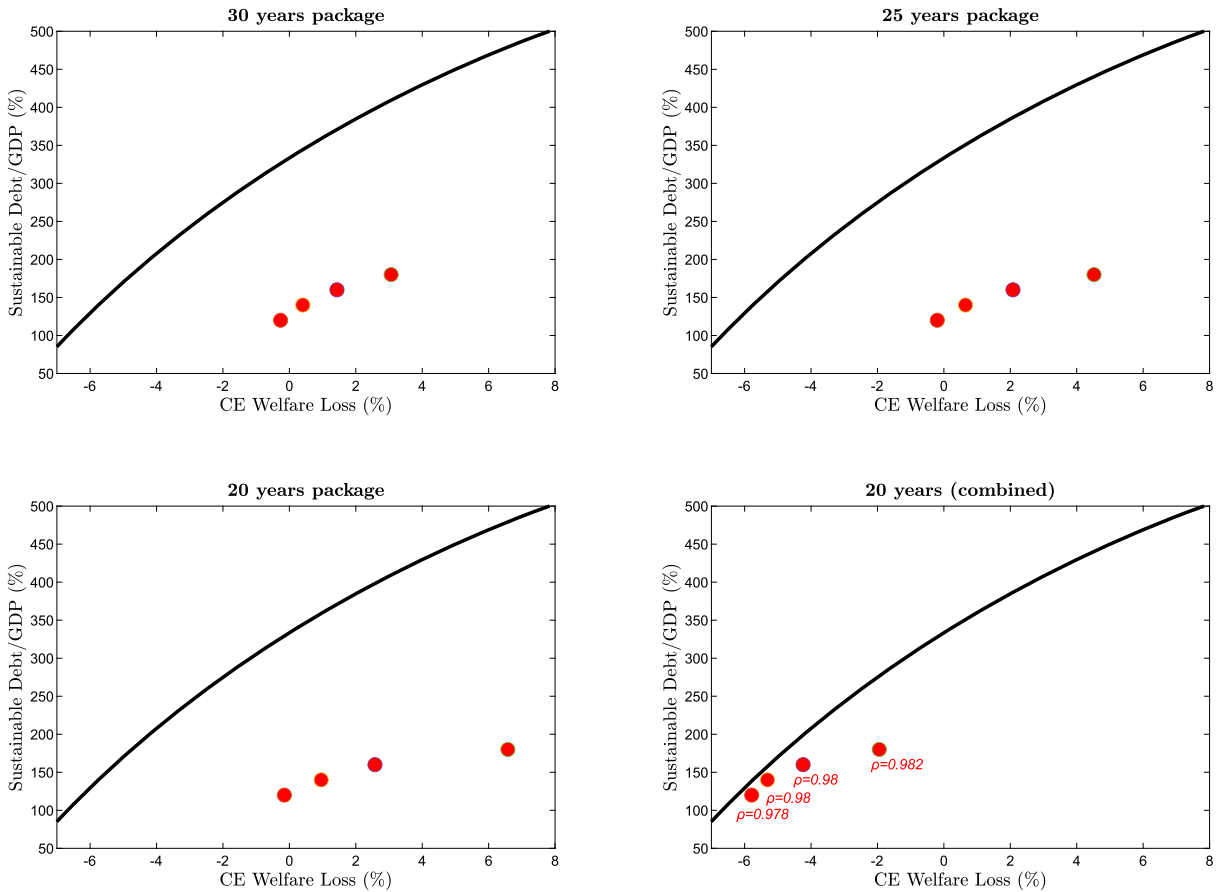 30 years package
500
450
400
350
300
250
200
150
100
50
Sustainable Debt/GDP (%)
-6 -4 -2 0 2 4 6 8
CE Welfare Loss (%)
25 years package
500
450
400
350
300
250
200
150
100
50
Sustainable Debt/GDP (%)
-6 -4 -2 0 2 4 6 8
CE Welfare Loss (%)
20 years package
500
450
400
350
300
250
200
150
100
50
Sustainable Debt/GDP (%)
-6 -4 -2 0 2 4 6 8
CE Welfare Loss (%)
20 years (combined)
500
450
400
350
300
250
200
150
100
50
Sustainable Debt/GDP (%)
ρ=0.982
ρ=0.98
ρ=0.98
ρ=0.978
-6 -4 -2 0 2 4 6 8
CE Welfare Loss (%)